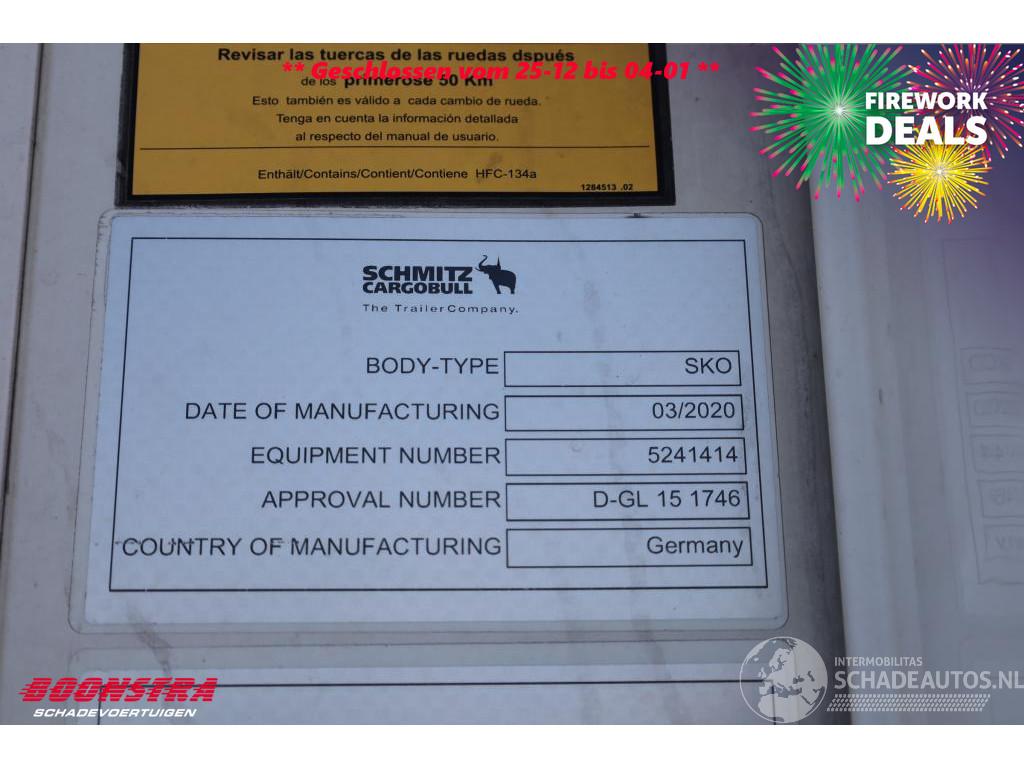 Revisar las tuercas de las ruedas dspués
** Geschlossen vom 25-12 bis 04-01 **
de los primerose 50 Km
Esto también es válido a cada cambio de rueda.
Tenga en cuenta la información detallada
al respecto del manual de usuario.
Enthält/Contains/Contient/Contiene HFC-134a
1284513 .02
FIREWORK
DEALS
SCHMITZ
CARGOBULL
The Trailer Company.
BODY-TYPE SKO
DATE OF MANUFACTURING 03/2020
EQUIPMENT NUMBER 5241414
APPROVAL NUMBER D-GL 15 1746
COUNTRY OF MANUFACTURING Germany
BOONSTRA
SCHADEVOERTUIGEN
INTERMOBILITAS
SCHADEAUTOS.NL